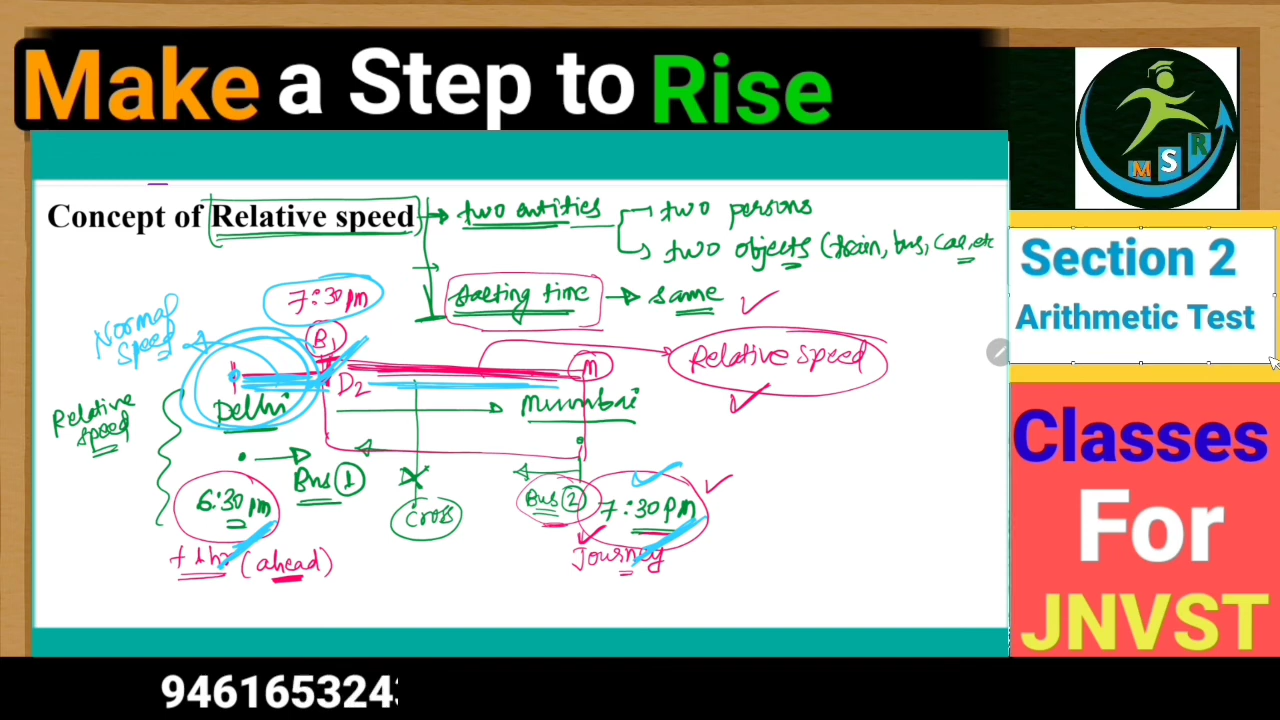 Make a Step to Rise
M S R
Concept of Relative speed → two entities → two persons
→ two objects (train, bus, car, etc
starting time → same
7:30 pm
Normal speed
B1
M
Relative speed
D2
Delhi
Mumbai
Relative speed
Bus 1
Bus 2
6:30 pm
Cross
7:30 pm
+ 1 hr (ahead)
Journey
Section 2
Arithmetic Test
Classes
For
JNVST
946165324